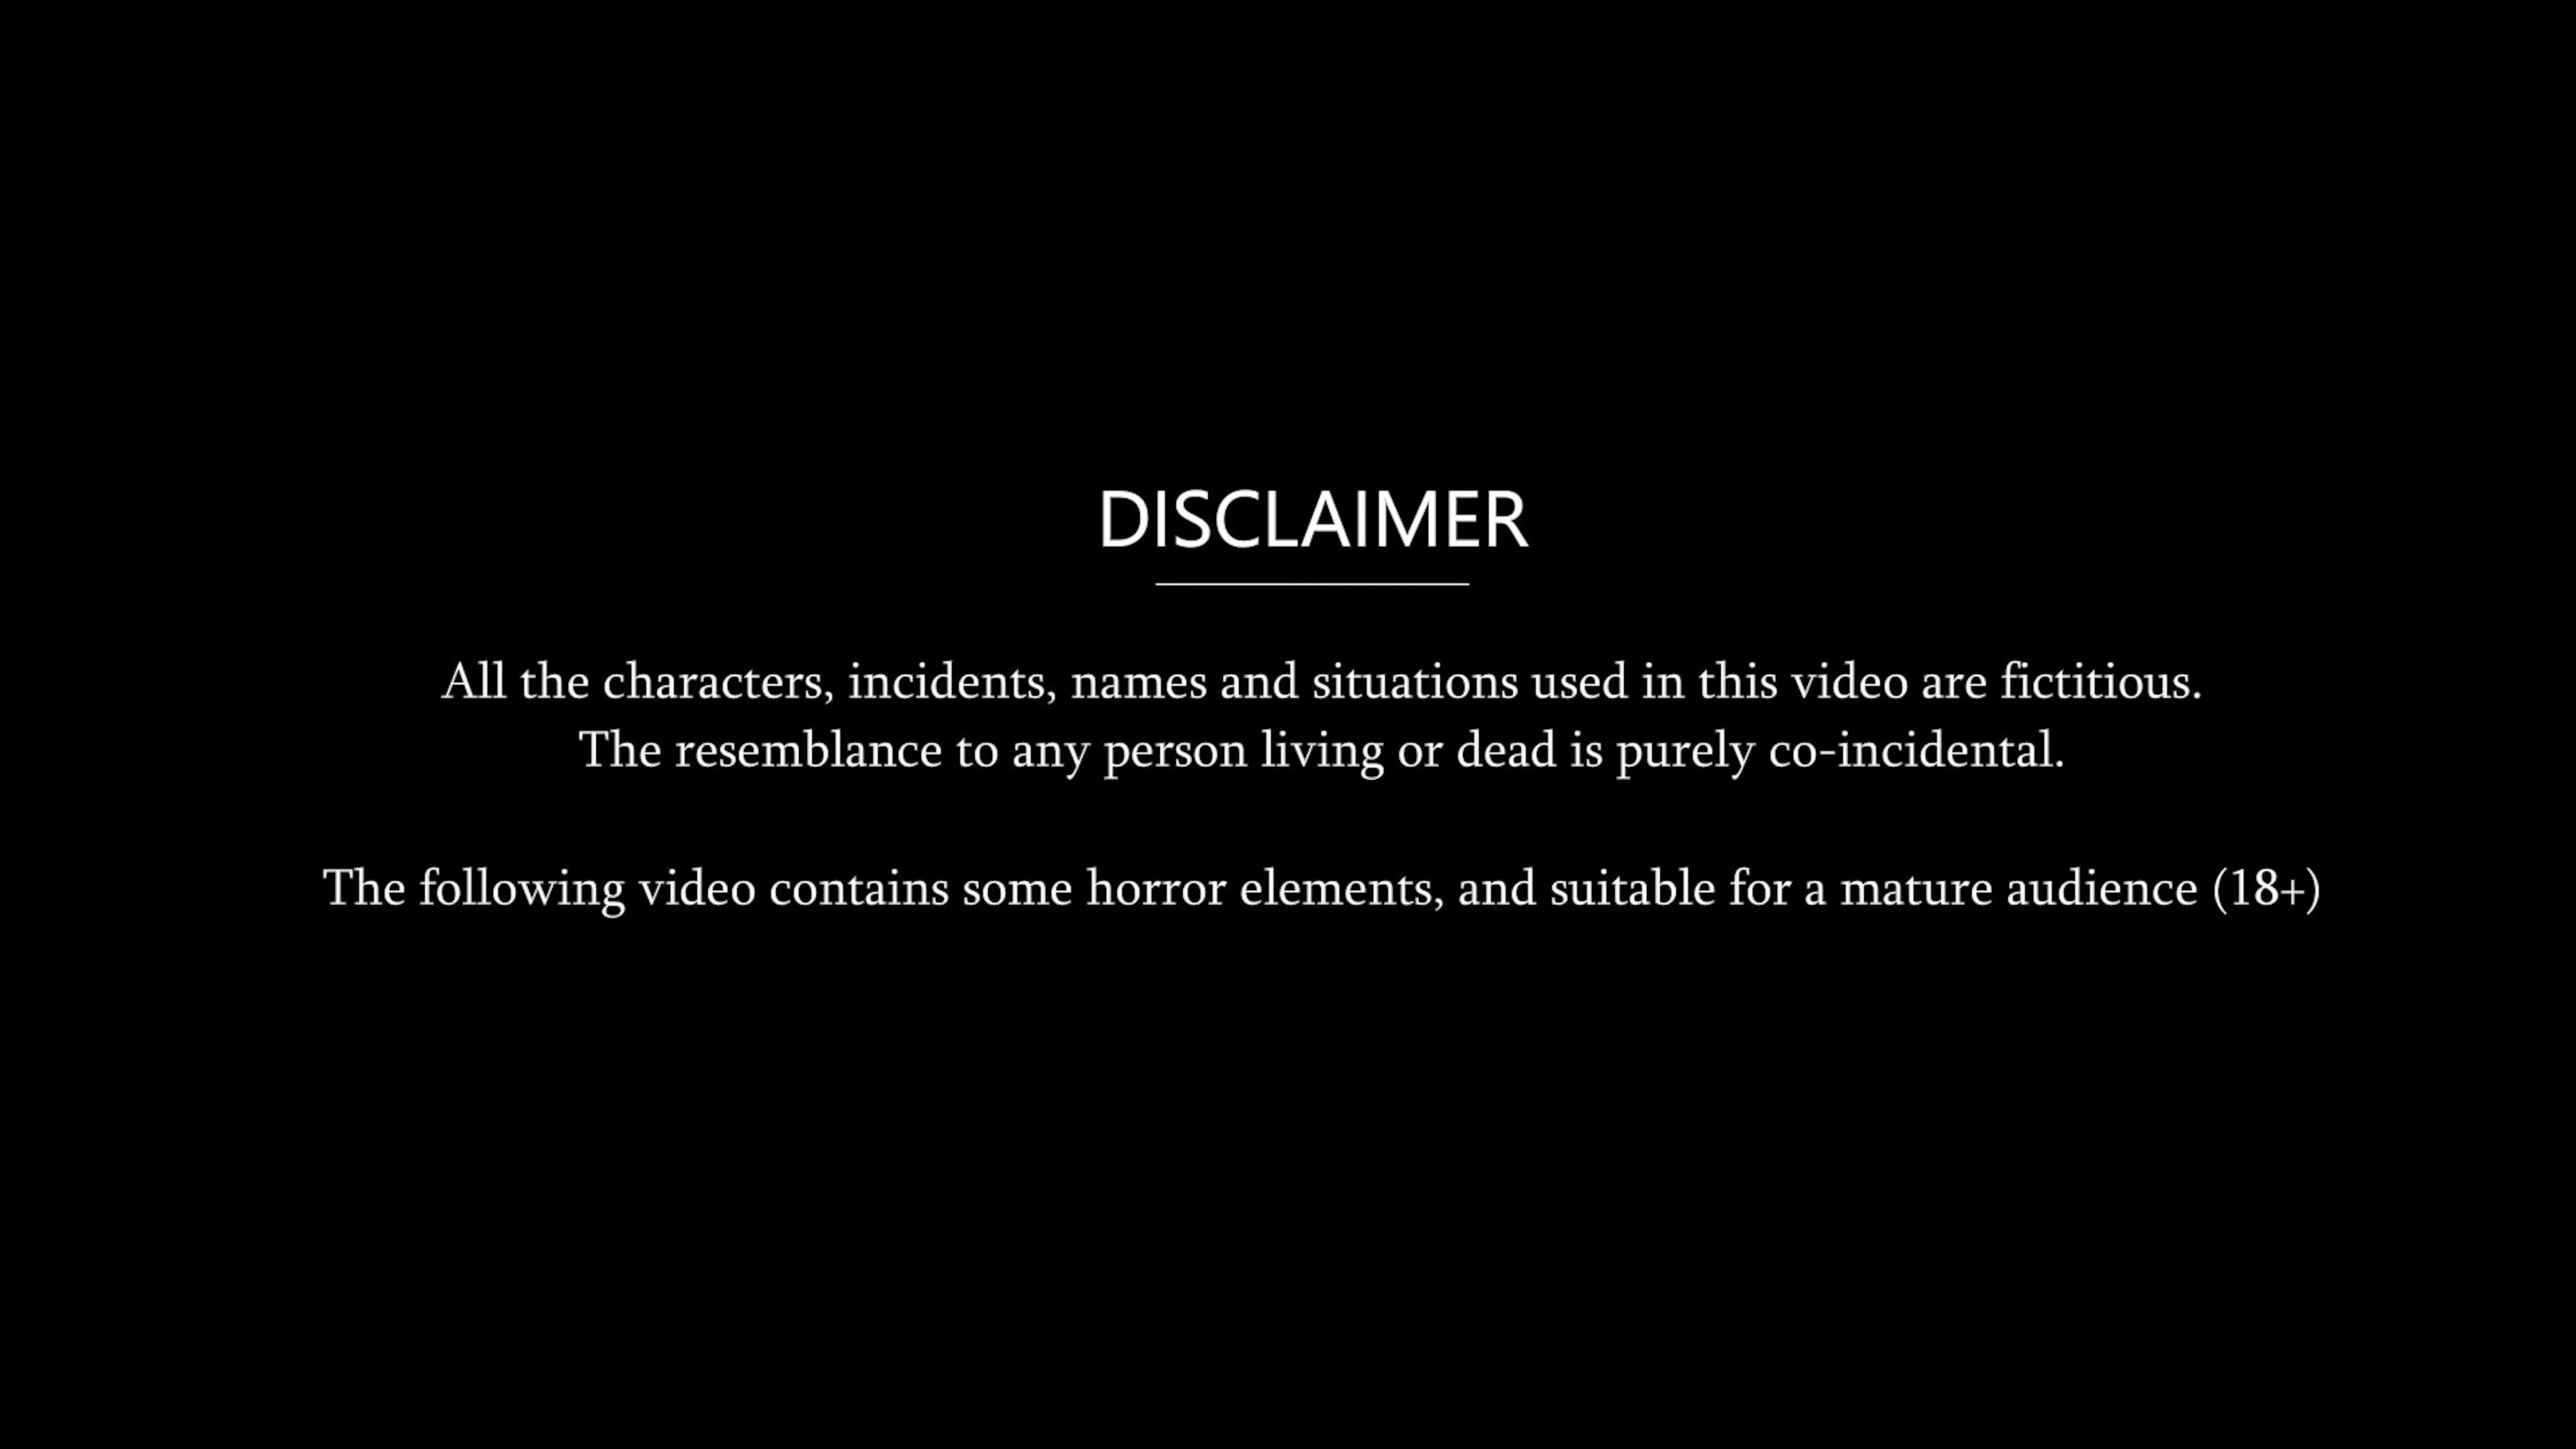 DISCLAIMER
All the characters, incidents, names and situations used in this video are fictitious.
The resemblance to any person living or dead is purely co-incidental.
The following video contains some horror elements, and suitable for a mature audience (18+)